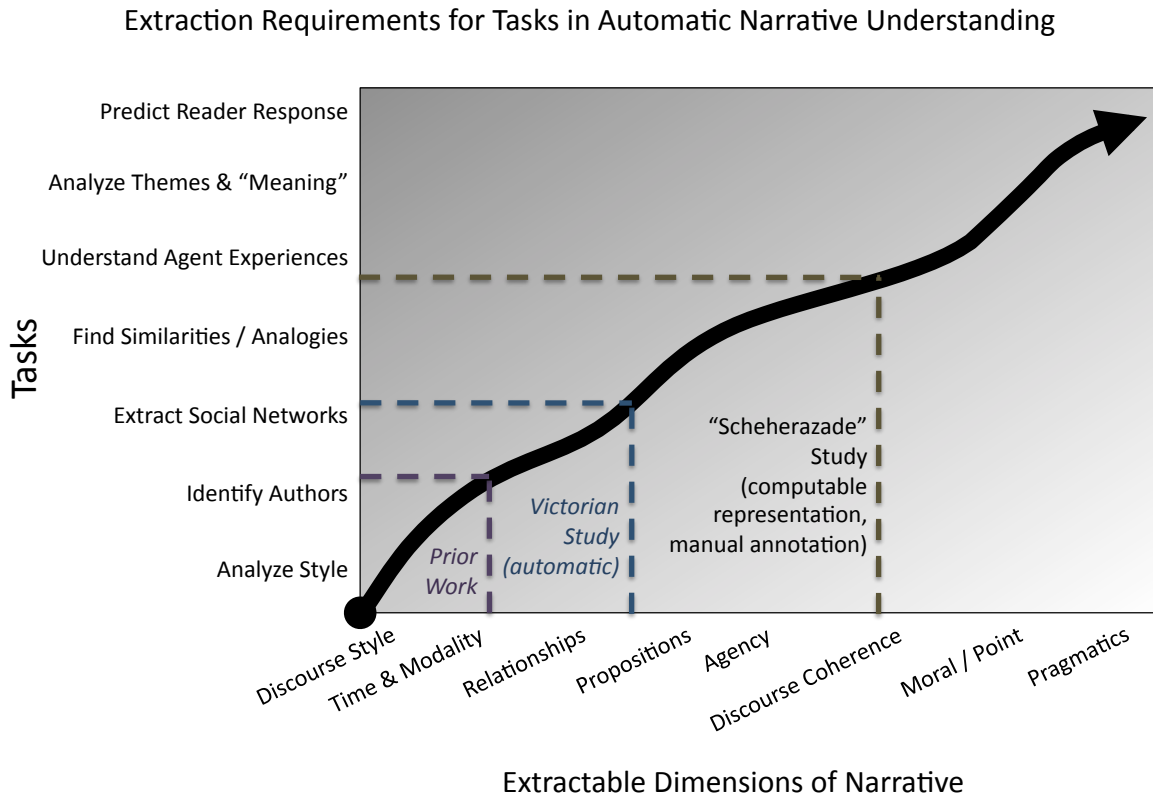 Extraction Requirements for Tasks in Automatic Narrative Understanding
Tasks
Predict Reader Response
Analyze Themes & “Meaning”
Understand Agent Experiences
Find Similarities / Analogies
Extract Social Networks
Identify Authors
Analyze Style
Prior
Work
Victorian
Study
(automatic)
“Scheherazade”
Study
(computable
representation,
manual annotation)
Discourse Style
Time & Modality
Relationships
Propositions
Agency
Discourse Coherence
Moral / Point
Pragmatics
Extractable Dimensions of Narrative